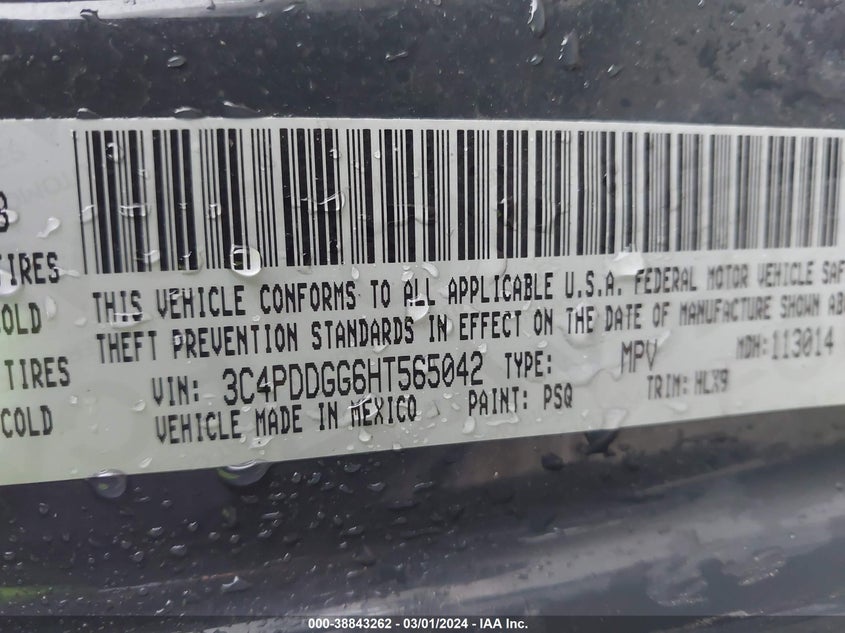 TIRES
COLD
TIRES
COLD
THIS VEHICLE CONFORMS TO ALL APPLICABLE U.S.A. FEDERAL MOTOR VEHICLE SAF
THEFT PREVENTION STANDARDS IN EFFECT ON THE DATE OF MANUFACTURE SHOWN AB
VIN: 3C4PDDGG6HT565042 TYPE: MPV MDH:113014
VEHICLE MADE IN MEXICO PAINT: PSQ TRIM: HLX9
000-38843262 - 03/01/2024 - IAA Inc.